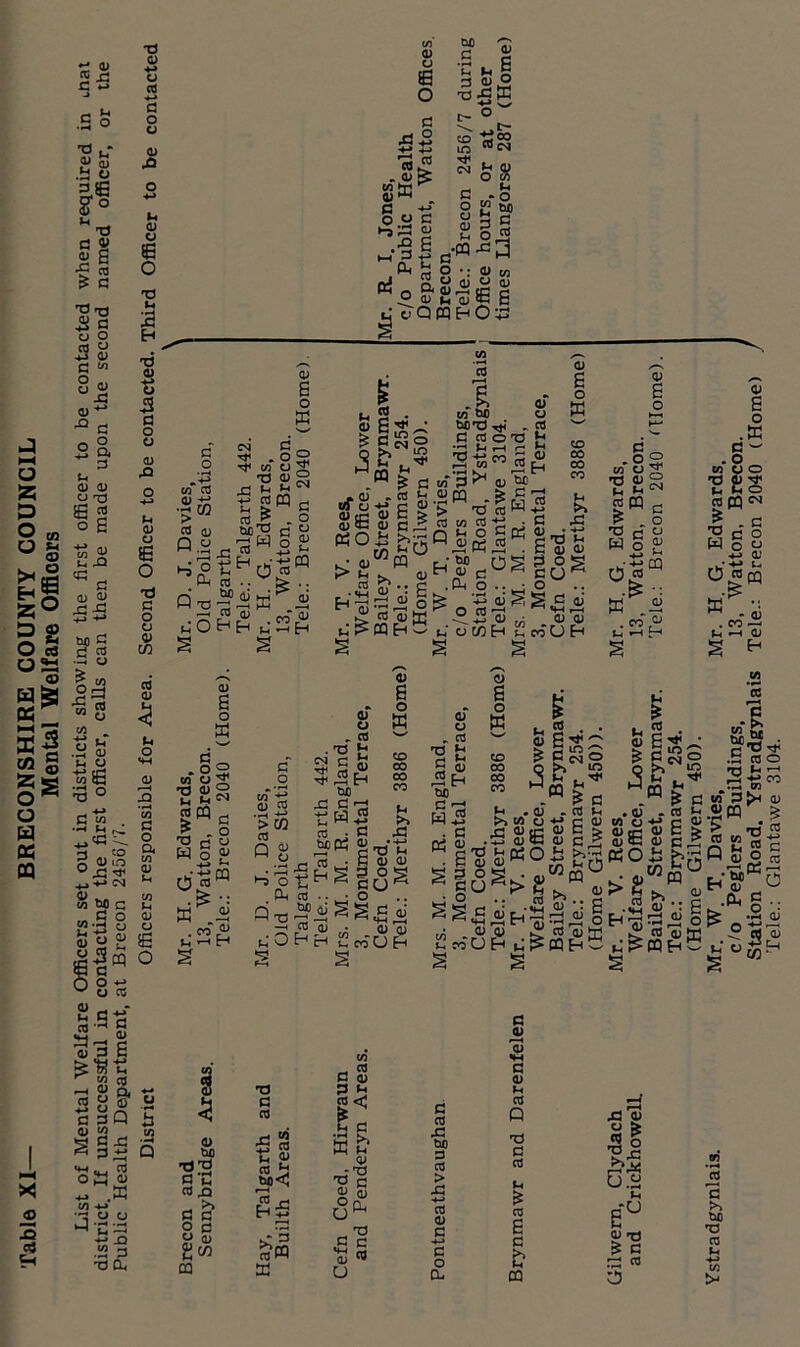 Table XI—
BRECONSHIRE COUNTY COUNCIL
Mental Welfare Officers
List of Mental Welfare Officers set out in districts showing the first officer to be contacted when required in that
district. If unsuccessful in contacting the first officer, calls can then be made upon the second named officer, or the
Public Health Department, at Brecon 2456/7.
District
Officers responsible for Area.
Second Officer to be contacted.
Third Officer to be contacted
Brecon and
Sennybridge Areas.
Mr. H. G. Edwards,
13, Watton, Brecon.
Tele.: Brecon 2040 (Home).
Mr. D. J. Davies,
Old Police Station,
Talgarth
Tele.: Talgarth 442.
Hay, Talgarth and
Builth Areas.
Mr. D. J. Davies,
Old Police Station,
Talgarth
Tele.: Talgarth 442.
Mr. H. G. Edwards,
13, Watton, Brecon.
Tele.: Brecon 2040 (Home).
Cefn Coed, Hirwaun
and Penderyn Areas.
Mrs. M. M. R. England,
3, Monumental Terrace,
Cefn Coed.
Tele.: Merthyr 3886 (Home)
Mr. T. V. Rees,
Welfare Office, Lower
Bailey Street, Brynmawr.
Tele.: Brynmawr 254.
(Home Gilwern 450).
Pontneathvaughan
Mrs. M. M. R. England,
3, Monumental Terrace,
Cefn Coed.
Tele.: Merthyr 3886 (Home)
Mr. W. T. Davies,
c/o Peglers Buildings,
Station Road, Ystradgynlais
Tele.: Glantawe 3104.
Brynmawr and Darenfelen
Mr. T. V. Rees.
Welfare Office, Lower
Bailey Street, Brynmawr.
Tele.: Brynmawr 254.
(Home Gilwern 450)).
Mrs. M. M. R. England,
3, Monumental Terrace,
Cefn Coed.
Tele.: Merthyr 3886 (Home)
Gilwern, Clydach
and Crickhowell.
Mr. T. V. Rees.
Welfare Office, Lower
Bailey Street, Brynmawr.
Tele.: Brynmawr 254.
(Home Gilwern 450).
Mr. H. G. Edwards,
13, Watton, Brecon.
Tele.: Brecon 2040 (Home).
Ystradgynlais.
Mr. W. T. Davies,
c/o Peglers Buildings,
Station Road, Ystradgynlais
Tele.: Glantawe 3104.
Mr. H. G. Edwards,
13, Watton, Brecon.
Tele.: Brecon 2040 (Home)
Mr. R. I. Jones,
c/o Public Health
Department, Watton Offices,
Brecon.
Tele.: Brecon 2456/7 during
Office hours, or at other
times Llangorse 287 (Home)